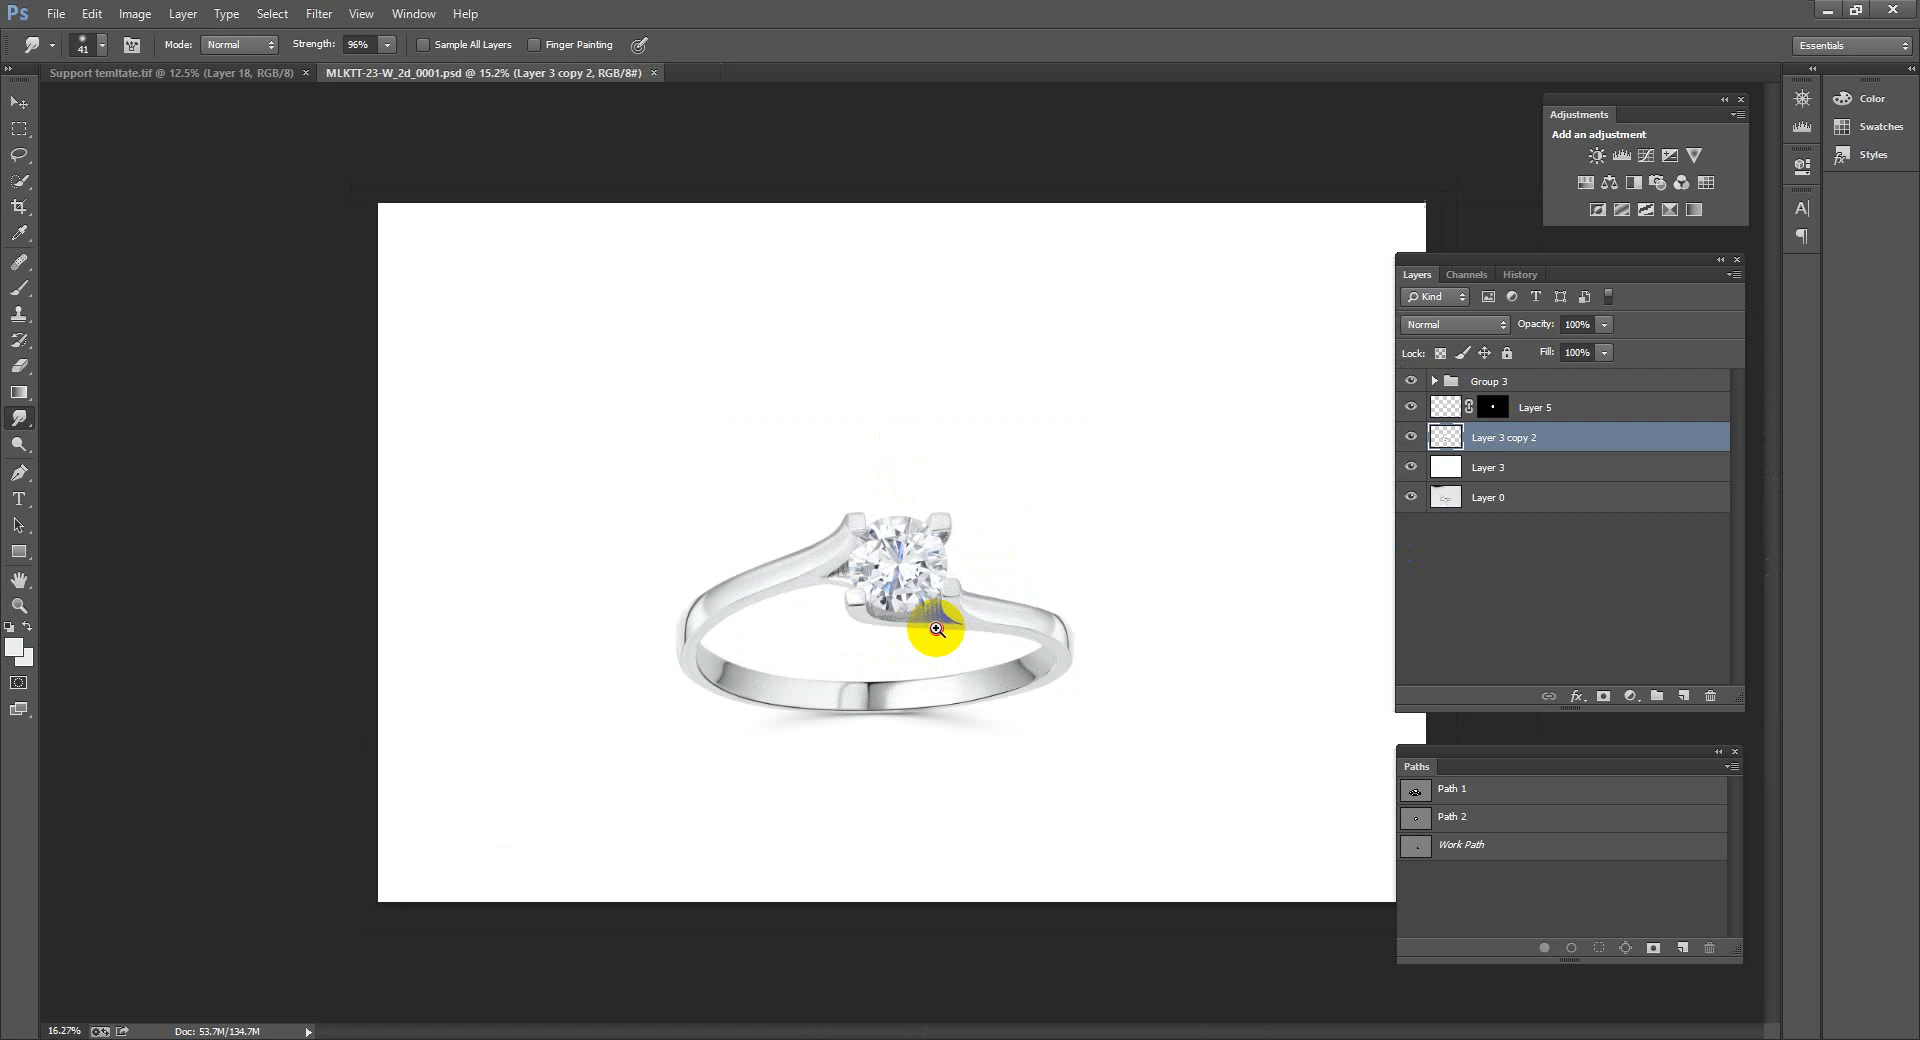 Ps File Edit Image Layer Type Select Filter View Window Help
41 Mode: Normal Strength: 96% Sample All Layers Finger Painting Essentials
Support temltate.tif @ 12.5% (Layer 18, RGB/8) × MLKTT-23-W_2d_0001.psd @ 15.2% (Layer 3 copy 2, RGB/8#) ×
Color
Swatches
Styles
Adjustments
Add an adjustment
Layers Channels History
Kind
Normal Opacity: 100%
Lock: Fill: 100%
Group 3
Layer 5
Layer 3 copy 2
Layer 3
Layer 0
Paths
Path 1
Path 2
Work Path
16.27% Doc: 53.7M/134.7M